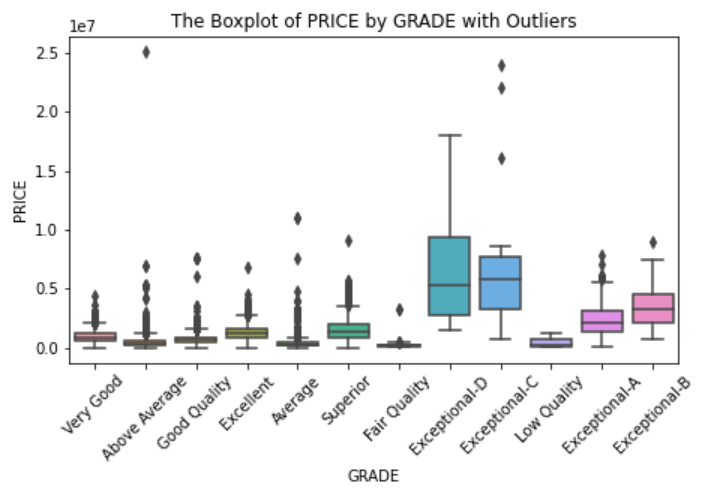 The Boxplot of PRICE by GRADE with Outliers
1e7
2.5
2.0
1.5
1.0
0.5
0.0
PRICE
Very Good
Above Average
Good Quality
Excellent
Average
Superior
Fair Quality
Exceptional-D
Exceptional-C
Low Quality
Exceptional-A
Exceptional-B
GRADE